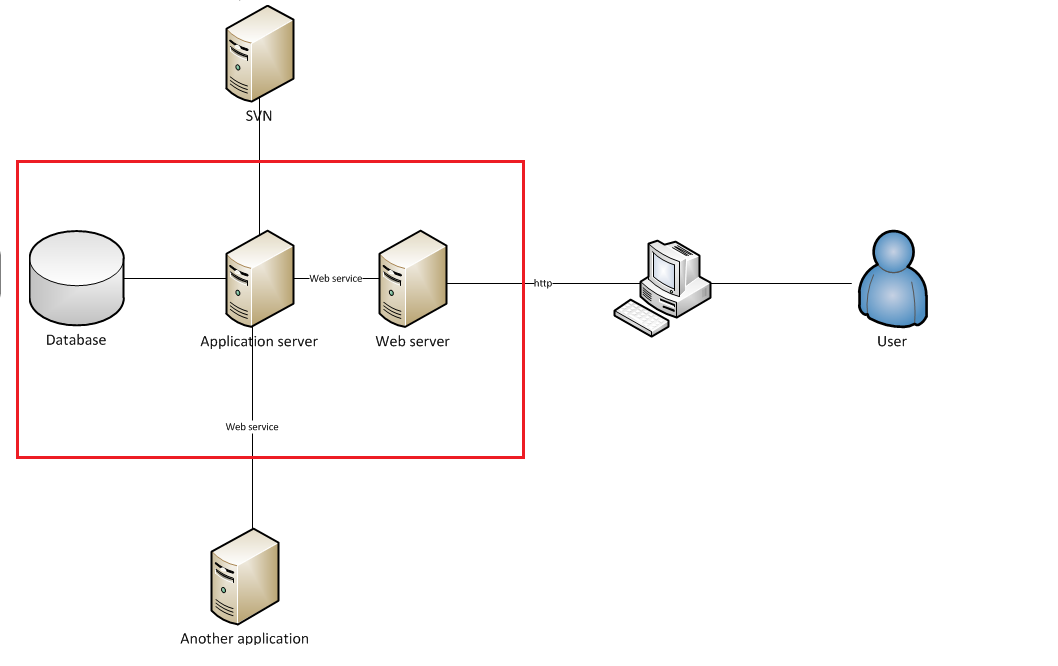 SVN
Web service
http
Database
Application server
Web server
User
Web service
Another application